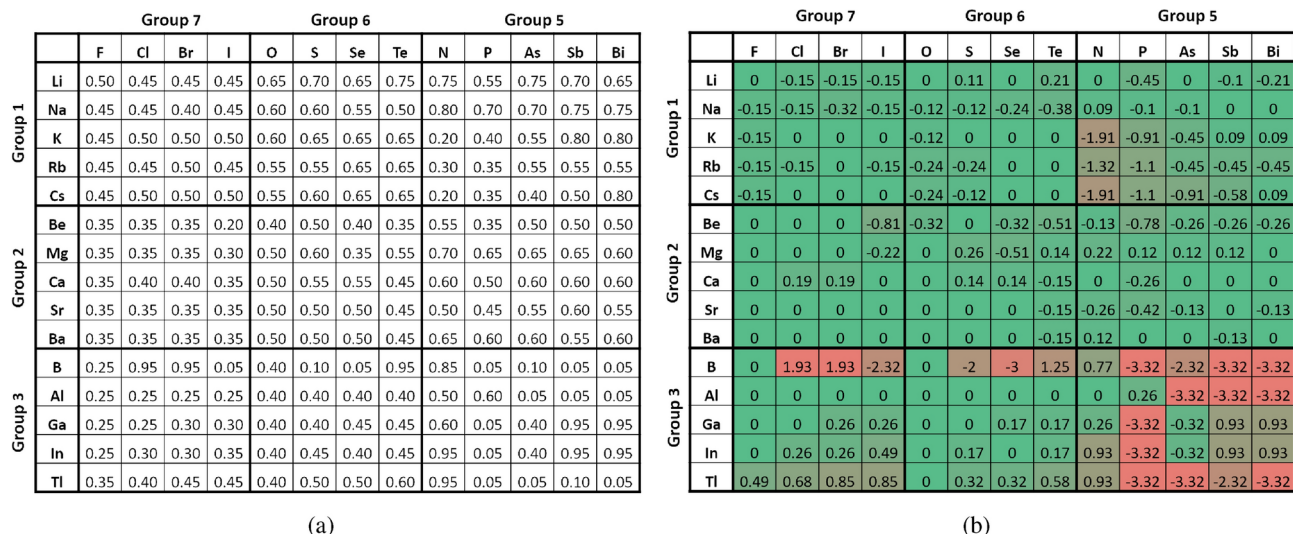 Group 7 Group 6 Group 5
F Cl Br I O S Se Te N P As Sb Bi
Group 1
Li 0.50 0.45 0.45 0.45 0.65 0.70 0.65 0.75 0.75 0.55 0.75 0.70 0.65
Na 0.45 0.45 0.40 0.45 0.60 0.60 0.55 0.50 0.80 0.70 0.70 0.75 0.75
K 0.45 0.50 0.50 0.50 0.60 0.65 0.65 0.65 0.20 0.40 0.55 0.80 0.80
Rb 0.45 0.45 0.50 0.45 0.55 0.55 0.65 0.65 0.30 0.35 0.55 0.55 0.55
Cs 0.45 0.50 0.50 0.50 0.55 0.60 0.65 0.65 0.20 0.35 0.40 0.50 0.80
Group 2
Be 0.35 0.35 0.35 0.20 0.40 0.50 0.40 0.35 0.55 0.35 0.50 0.50 0.50
Mg 0.35 0.35 0.35 0.30 0.50 0.60 0.35 0.55 0.70 0.65 0.65 0.65 0.60
Ca 0.35 0.40 0.40 0.35 0.50 0.55 0.55 0.45 0.60 0.50 0.60 0.60 0.60
Sr 0.35 0.35 0.35 0.35 0.50 0.50 0.50 0.45 0.50 0.45 0.55 0.60 0.55
Ba 0.35 0.35 0.35 0.35 0.50 0.50 0.50 0.45 0.65 0.60 0.60 0.55 0.60
Group 3
B 0.25 0.95 0.95 0.05 0.40 0.10 0.05 0.95 0.85 0.05 0.10 0.05 0.05
Al 0.25 0.25 0.25 0.25 0.40 0.40 0.40 0.40 0.50 0.60 0.05 0.05 0.05
Ga 0.25 0.25 0.30 0.30 0.40 0.40 0.45 0.45 0.60 0.05 0.40 0.95 0.95
In 0.25 0.30 0.30 0.35 0.40 0.45 0.40 0.45 0.95 0.05 0.40 0.95 0.95
Tl 0.35 0.40 0.45 0.45 0.40 0.50 0.50 0.60 0.95 0.05 0.05 0.10 0.05
(a)
Group 7 Group 6 Group 5
F Cl Br I O S Se Te N P As Sb Bi
Group 1
Li 0 -0.15 -0.15 -0.15 0 0.11 0 0.21 0 -0.45 0 -0.1 -0.21
Na -0.15 -0.15 -0.32 -0.15 -0.12 -0.12 -0.24 -0.38 0.09 -0.1 -0.1 0 0
K -0.15 0 0 0 -0.12 0 0 0 -1.91 -0.91 -0.45 0.09 0.09
Rb -0.15 -0.15 0 -0.15 -0.24 -0.24 0 0 -1.32 -1.1 -0.45 -0.45 -0.45
Cs -0.15 0 0 0 -0.24 -0.12 0 0 -1.91 -1.1 -0.91 -0.58 0.09
Group 2
Be 0 0 0 -0.81 -0.32 0 -0.32 -0.51 -0.13 -0.78 -0.26 -0.26 -0.26
Mg 0 0 0 -0.22 0 0.26 -0.51 0.14 0.22 0.12 0.12 0.12 0
Ca 0 0.19 0.19 0 0 0.14 0.14 -0.15 0 -0.26 0 0 0
Sr 0 0 0 0 0 0 0 -0.15 -0.26 -0.42 -0.13 0 -0.13
Ba 0 0 0 0 0 0 0 -0.15 0.12 0 0 -0.13 0
Group 3
B 0 1.93 1.93 -2.32 0 -2 -3 1.25 0.77 -3.32 -2.32 -3.32 -3.32
Al 0 0 0 0 0 0 0 0 0 0.26 -3.32 -3.32 -3.32
Ga 0 0 0.26 0.26 0 0 0.17 0.17 0.26 -3.32 -0.32 0.93 0.93
In 0 0.26 0.26 0.49 0 0.17 0 0.17 0.93 -3.32 -0.32 0.93 0.93
Tl 0.49 0.68 0.85 0.85 0 0.32 0.32 0.58 0.93 -3.32 -3.32 -2.32 -3.32
(b)